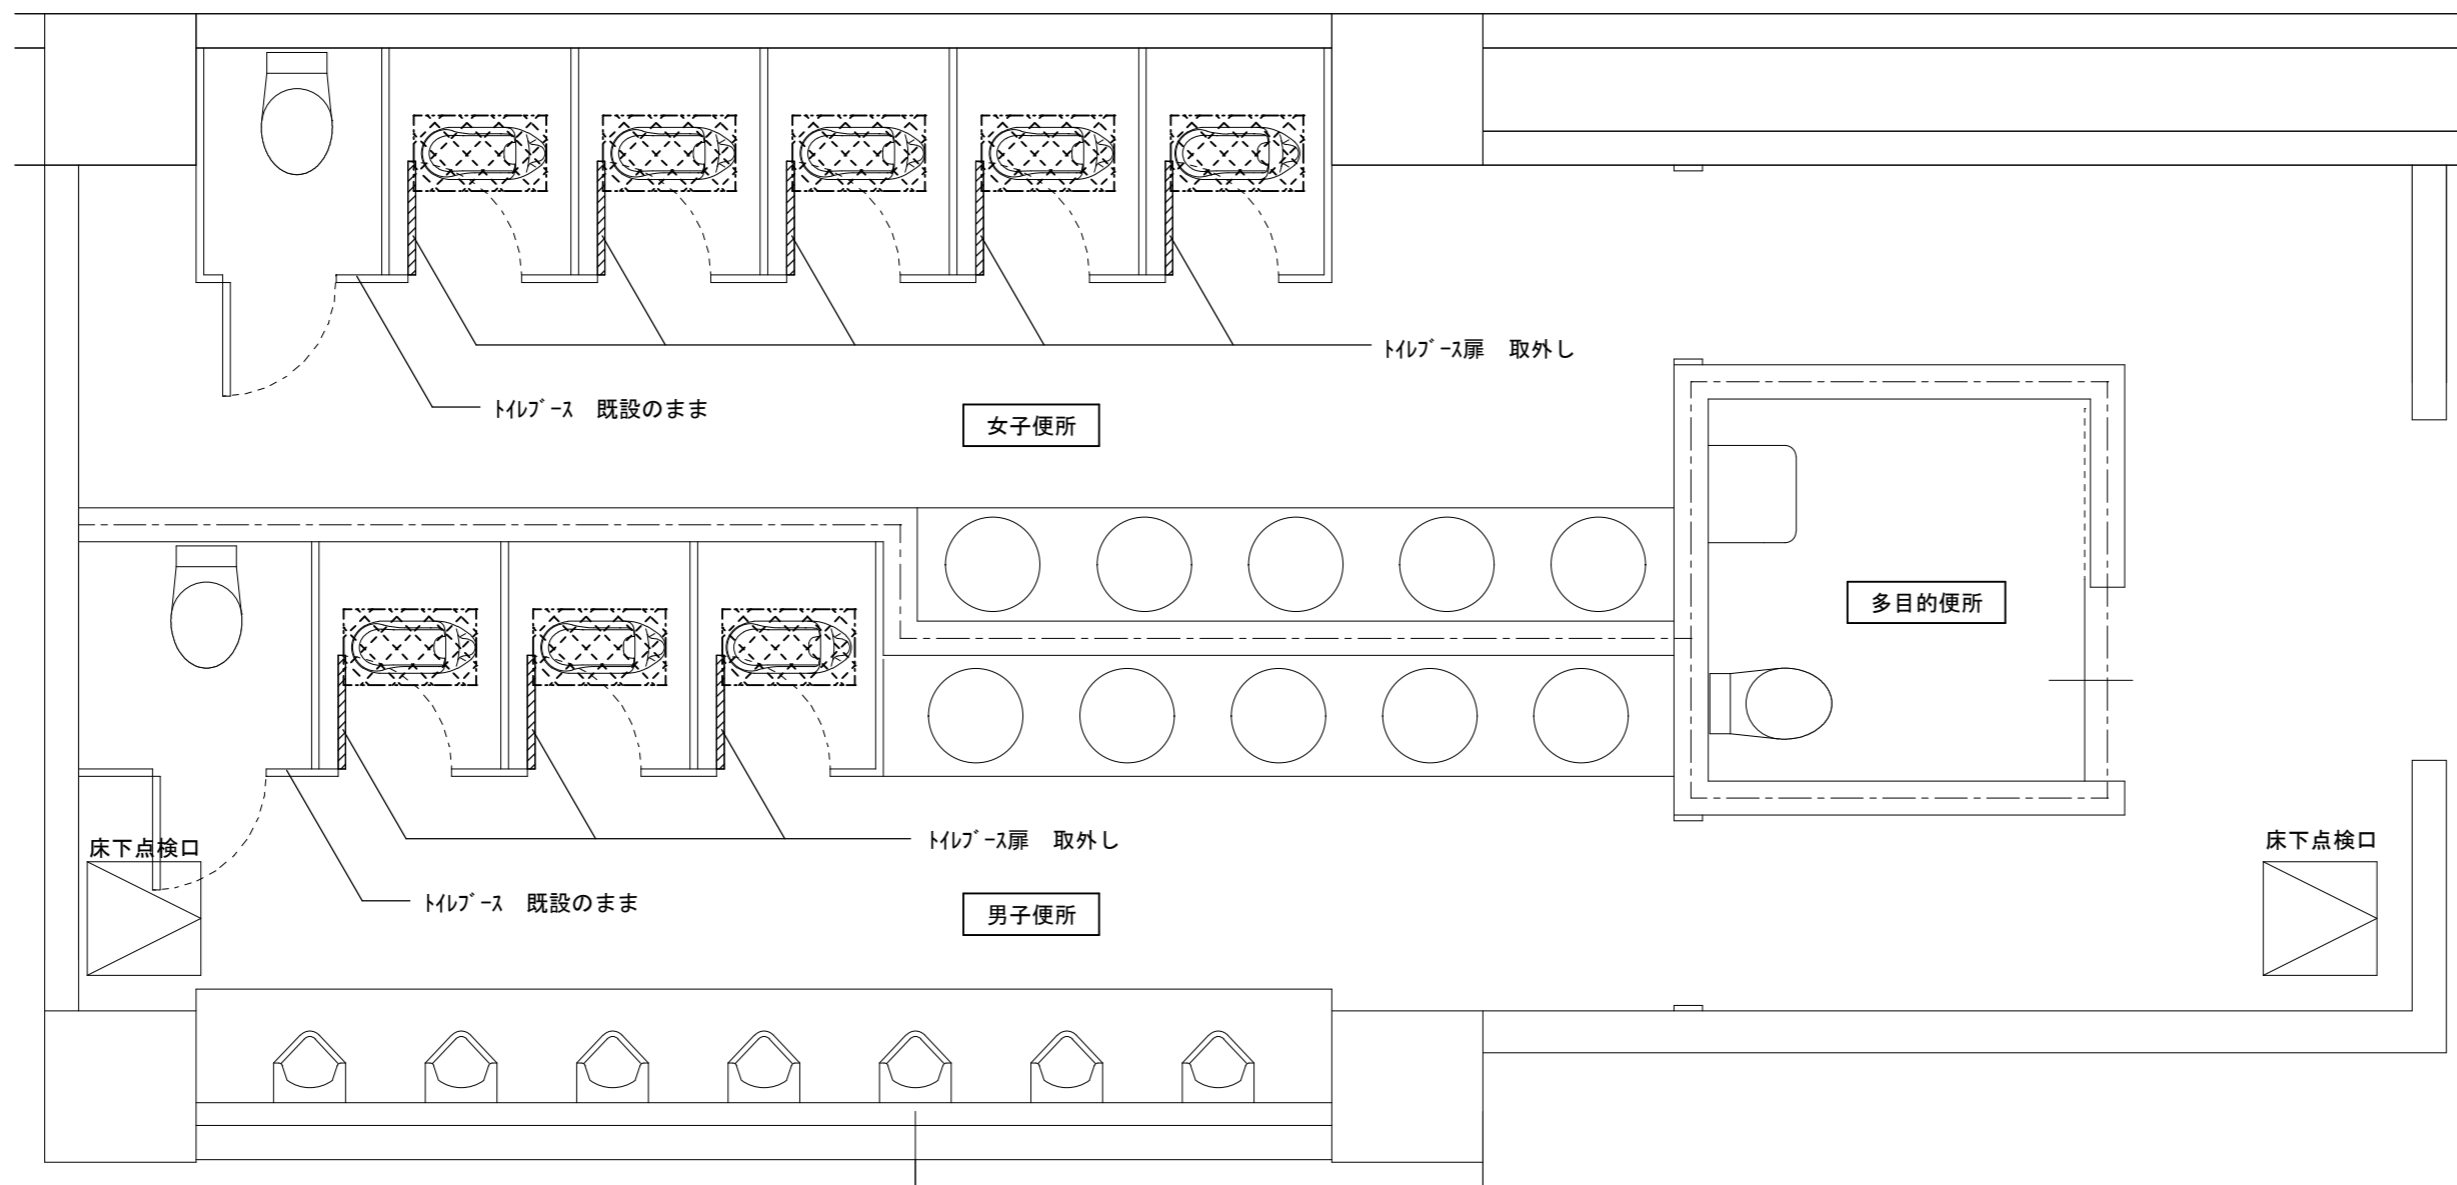 ﾄｲﾚﾌﾞｰｽ扉　取外し
ﾄｲﾚﾌﾞｰｽ　既設のまま
女子便所
多目的便所
床下点検口
ﾄｲﾚﾌﾞｰｽ扉　取外し
床下点検口
ﾄｲﾚﾌﾞｰｽ　既設のまま
男子便所